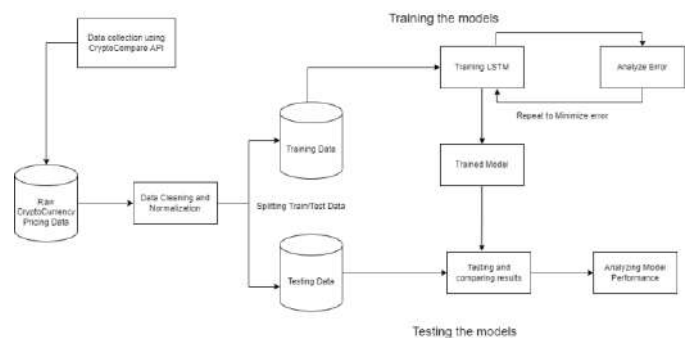 Training the models
Data collection using
CryptoCompare API
Training LSTM
Analyze Error
Repeat to Minimize error
Training Data
Trained Model
Raw
CryptoCurrency
Pricing Data
Data Cleaning and
Normalization
Splitting Train/Test Data
Testing Data
Testing and
comparing results
Analyzing Model
Performance
Testing the models